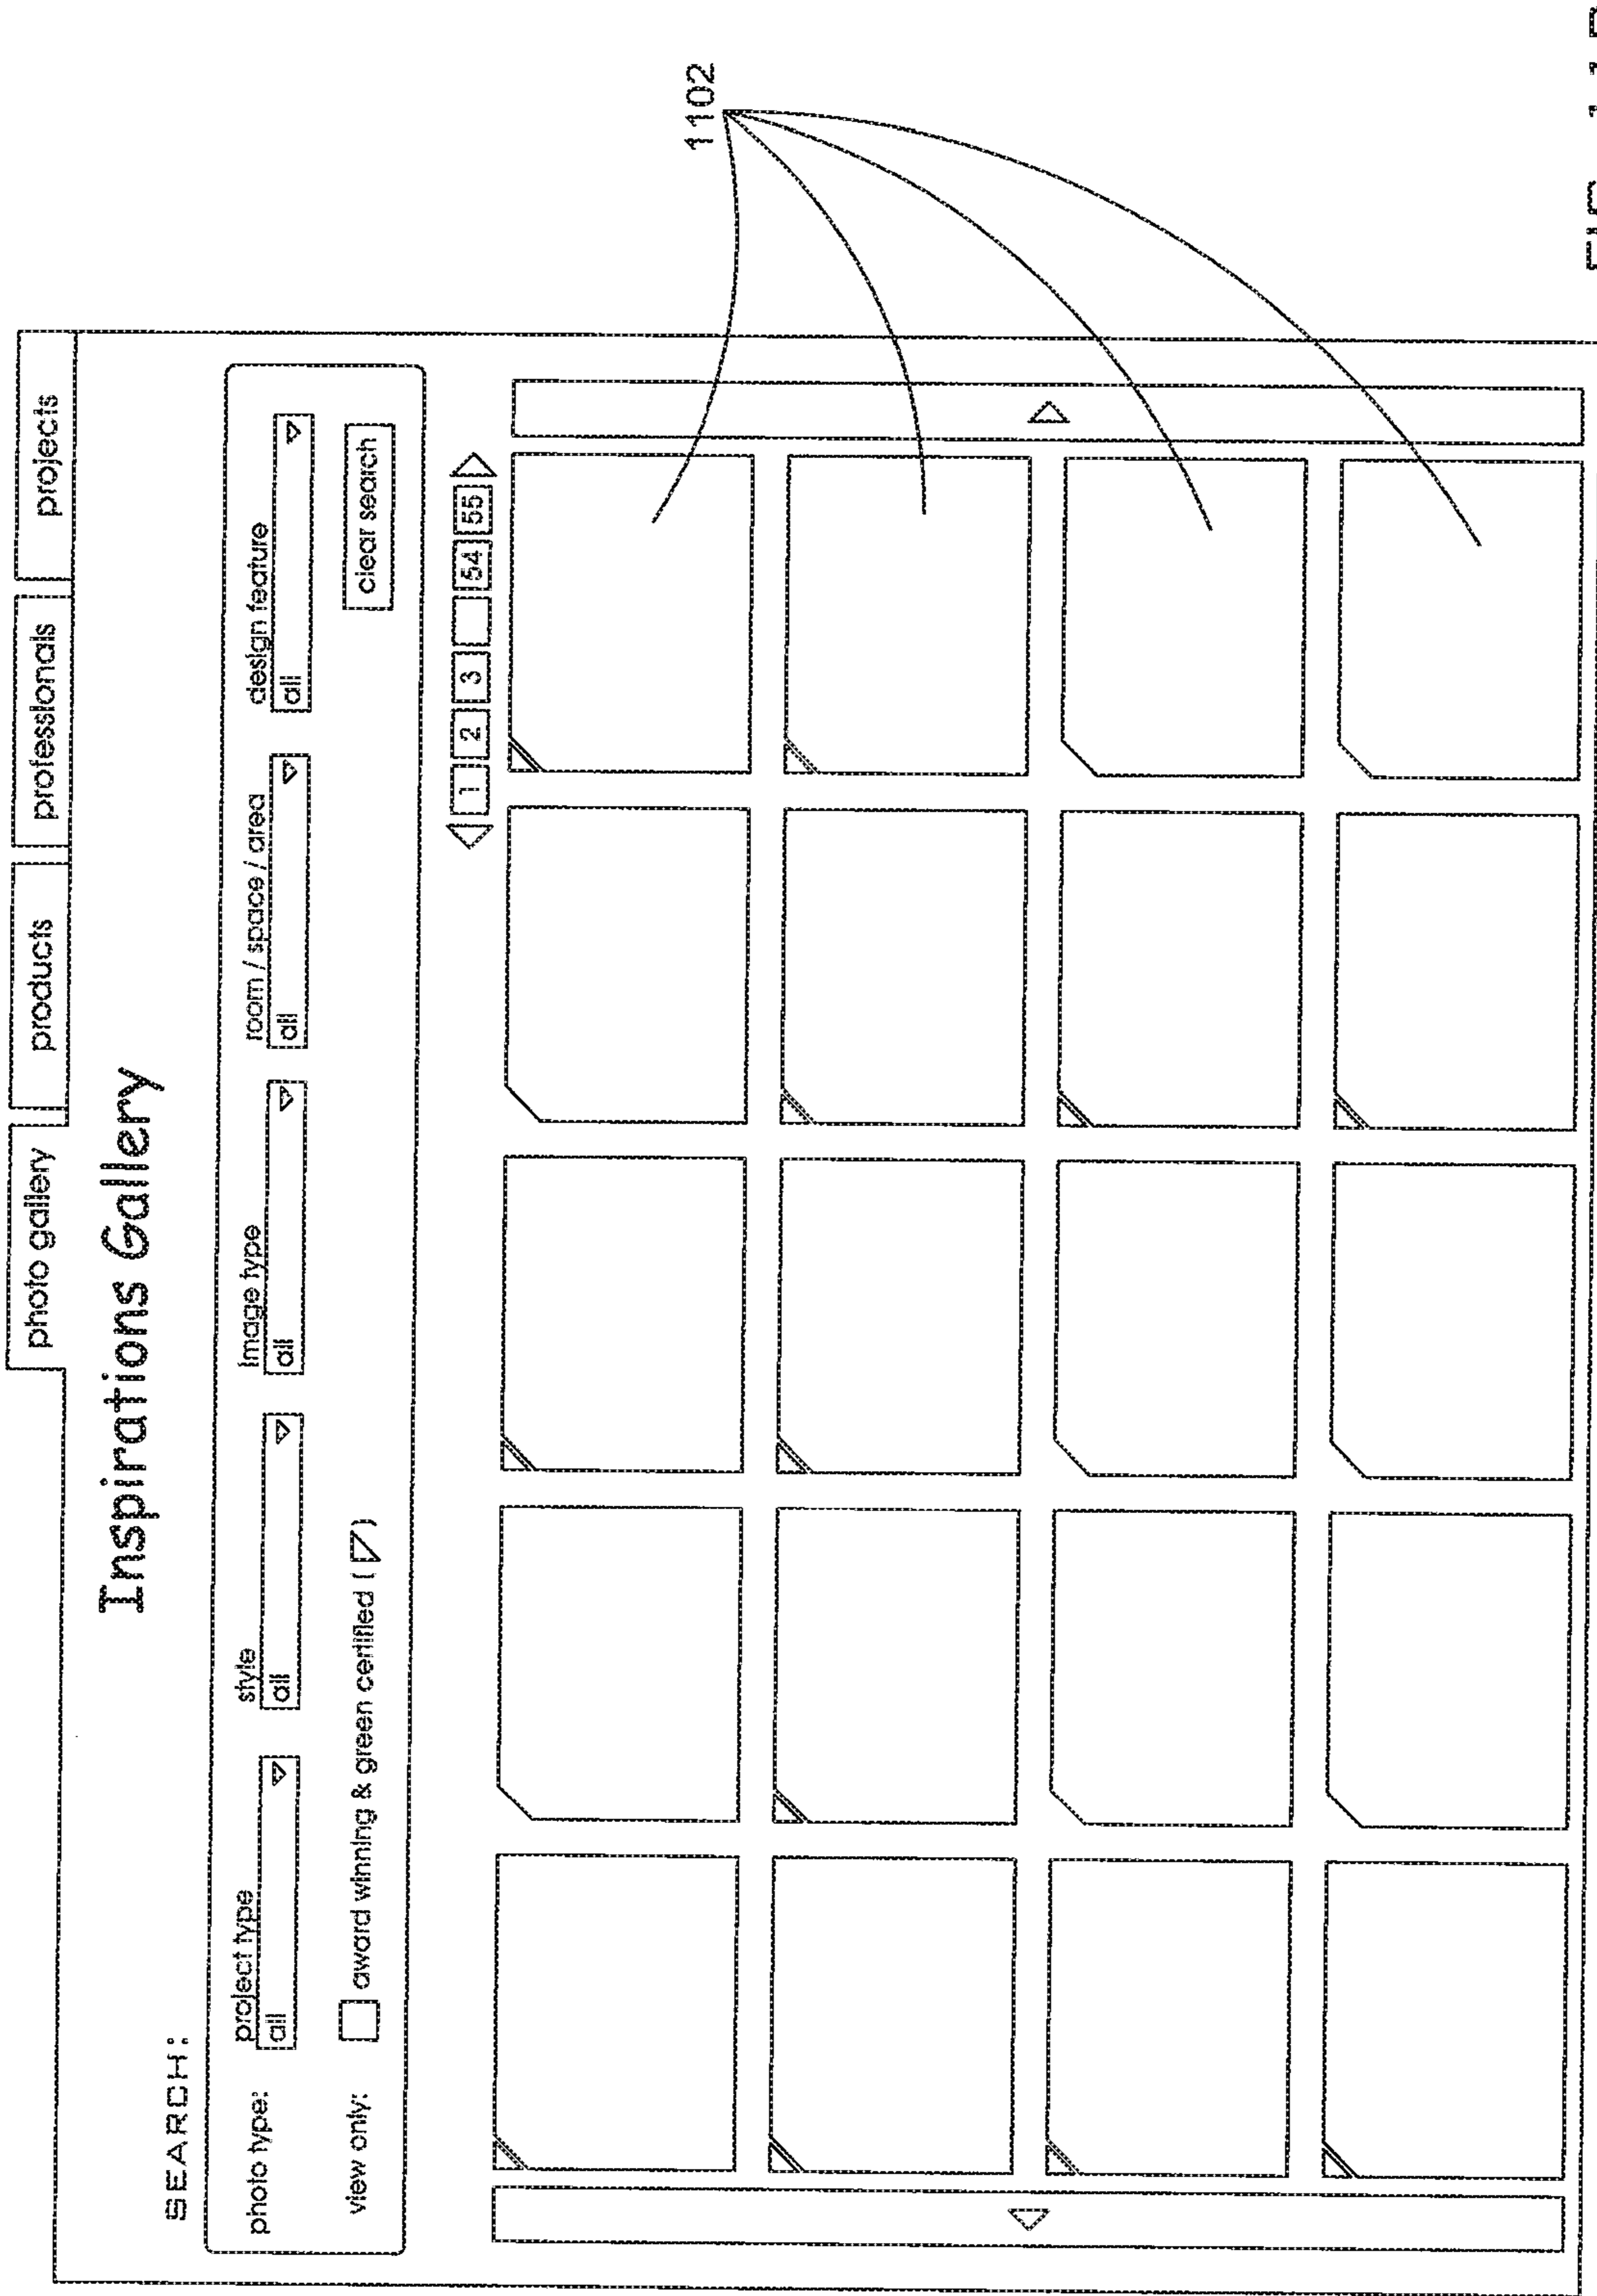 photo gallery products professionals projects
Inspirations Gallery
SEARCH:
photo type: project type style image type room / space / area design feature
all all all all all
view only: award winning & green certified ( ) clear search
1 2 3 54 55
1102